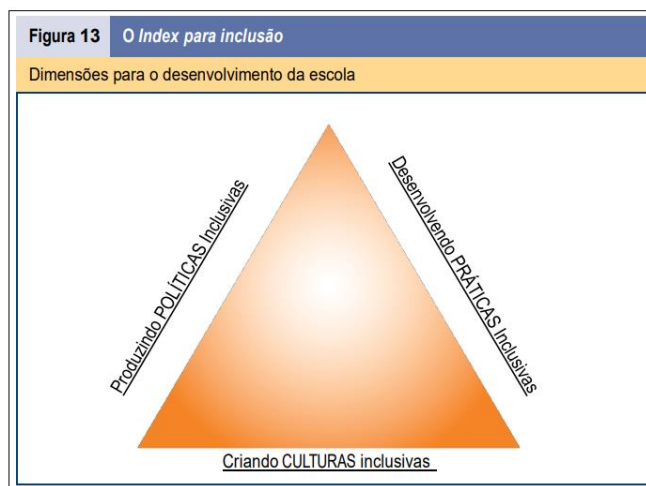 Figura 13 O Index para inclusão
Dimensões para o desenvolvimento da escola
Produzindo POLÍTICAS Inclusivas
Desenvolvendo PRÁTICAS Inclusivas
Criando CULTURAS inclusivas